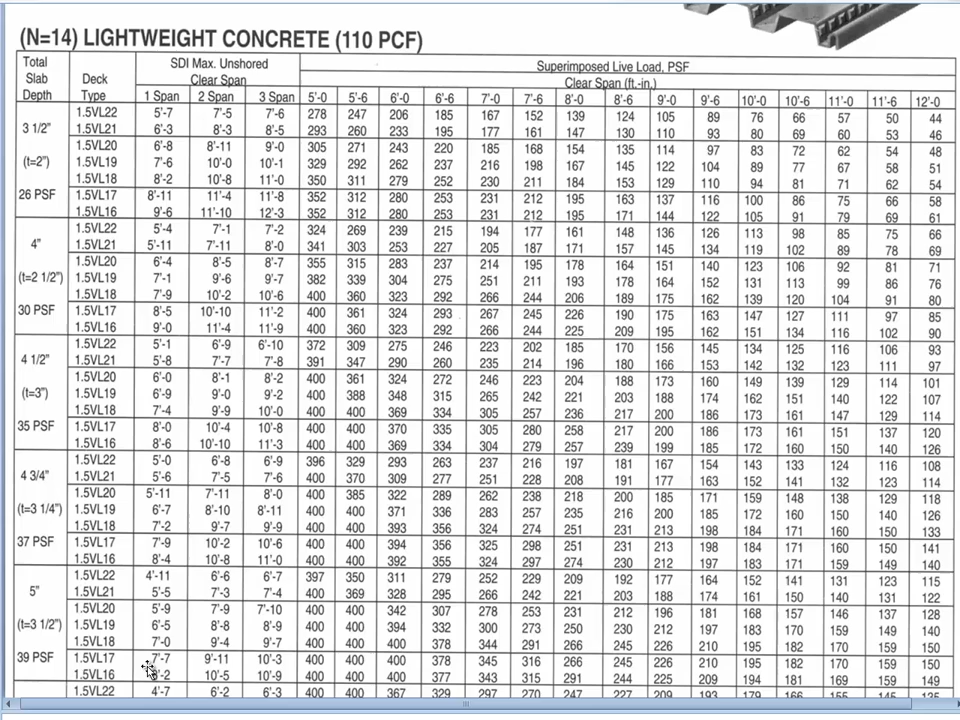 (N=14) LIGHTWEIGHT CONCRETE (110 PCF)
Total Slab Depth Deck Type SDI Max. Unshored Clear Span Superimposed Live Load, PSF
Clear Span (ft.-in.)
1 Span 2 Span 3 Span 5'-0 5'-6 6'-0 6'-6 7'-0 7'-6 8'-0 8'-6 9'-0 9'-6 10'-0 10'-6 11'-0 11'-6 12'-0
1.5VL22 5'-7 7'-5 7'-6 278 247 206 185 167 152 139 124 105 89 76 66 57 50 44
3 1/2" 1.5VL21 6'-3 8'-3 8'-5 293 260 233 195 177 161 147 130 110 93 80 69 60 53 46
1.5VL20 6'-8 8'-11 9'-0 305 271 243 220 185 168 154 135 114 97 83 72 62 54 48
(t=2") 1.5VL19 7'-6 10'-0 10'-1 329 292 262 237 216 198 167 145 122 104 89 77 67 58 51
1.5VL18 8'-2 10'-8 11'-0 350 311 279 252 230 211 184 153 129 110 94 81 71 62 54
26 PSF 1.5VL17 8'-11 11'-4 11'-8 352 312 280 253 231 212 195 163 137 116 100 86 75 66 58
1.5VL16 9'-6 11'-10 12'-3 352 312 280 253 231 212 195 171 144 122 105 91 79 69 61
1.5VL22 5'-4 7'-1 7'-2 324 269 239 215 194 177 161 148 136 126 113 98 85 75 66
4" 1.5VL21 5'-11 7'-11 8'-0 341 303 253 227 205 187 171 157 145 134 119 102 89 78 69
1.5VL20 6'-4 8'-5 8'-7 355 315 283 237 214 195 178 164 151 140 123 106 92 81 71
(t=2 1/2") 1.5VL19 7'-1 9'-6 9'-7 382 339 304 275 251 211 193 178 164 152 131 113 99 86 76
1.5VL18 7'-9 10'-2 10'-6 400 360 323 292 266 244 206 189 175 162 139 120 104 91 80
30 PSF 1.5VL17 8'-5 10'-10 11'-2 400 361 324 293 267 245 226 190 175 163 147 127 111 97 85
1.5VL16 9'-0 11'-4 11'-9 400 360 323 292 266 244 225 209 195 162 151 134 116 102 90
1.5VL22 5'-1 6'-9 6'-10 372 309 275 246 223 202 185 170 156 145 134 125 116 106 93
4 1/2" 1.5VL21 5'-8 7'-7 7'-8 391 347 290 260 235 214 196 180 166 153 142 132 123 111 97
1.5VL20 6'-0 8'-1 8'-2 400 361 324 272 246 223 204 188 173 160 149 139 129 114 101
(t=3") 1.5VL19 6'-9 9'-0 9'-2 400 388 348 315 265 242 221 203 188 174 162 151 140 122 107
1.5VL18 7'-4 9'-9 10'-0 400 400 369 334 305 257 236 217 200 186 173 161 147 129 114
35 PSF 1.5VL17 8'-0 10'-4 10'-8 400 400 370 335 305 280 258 217 200 186 173 161 151 137 120
1.5VL16 8'-6 10'-10 11'-3 400 400 369 334 304 279 257 239 199 185 172 160 150 140 126
1.5VL22 5'-0 6'-8 6'-9 396 329 293 263 237 216 197 181 167 154 143 133 124 116 108
4 3/4" 1.5VL21 5'-6 7'-5 7'-6 400 370 309 277 251 228 208 191 177 163 152 141 132 123 114
1.5VL20 5'-11 7'-11 8'-0 400 385 322 289 262 238 218 200 185 171 159 148 138 129 118
(t=3 1/4") 1.5VL19 6'-7 8'-10 8'-11 400 400 371 336 283 257 235 216 200 185 172 160 150 140 126
1.5VL18 7'-2 9'-7 9'-9 400 400 393 356 324 274 251 231 213 198 184 171 160 150 133
37 PSF 1.5VL17 7'-9 10'-2 10'-6 400 400 394 356 325 298 251 231 213 198 184 171 160 150 141
1.5VL16 8'-4 10'-8 11'-0 400 400 392 355 324 297 274 230 212 197 183 171 159 149 140
1.5VL22 4'-11 6'-6 6'-7 397 350 311 279 252 229 209 192 177 164 152 141 131 123 115
5" 1.5VL21 5'-5 7'-3 7'-4 400 369 328 295 266 242 221 203 188 174 161 150 140 131 122
1.5VL20 5'-9 7'-9 7'-10 400 400 342 307 278 253 231 212 196 181 168 157 146 137 128
(t=3 1/2") 1.5VL19 6'-5 8'-8 8'-9 400 400 394 332 300 273 250 230 212 197 183 170 159 149 140
1.5VL18 7'-0 9'-4 9'-7 400 400 400 378 344 291 266 245 226 210 195 182 170 159 150
39 PSF 1.5VL17 7'-7 9'-11 10'-3 400 400 400 378 345 316 266 245 226 210 195 182 170 159 150
1.5VL16 -2 10'-5 10'-9 400 400 400 377 343 315 291 244 225 209 194 181 169 159 149
1.5VL22 4'-7 6'-2 6'-3 400 400 367 329 297 270 247 227 209 193 179 166 155 145